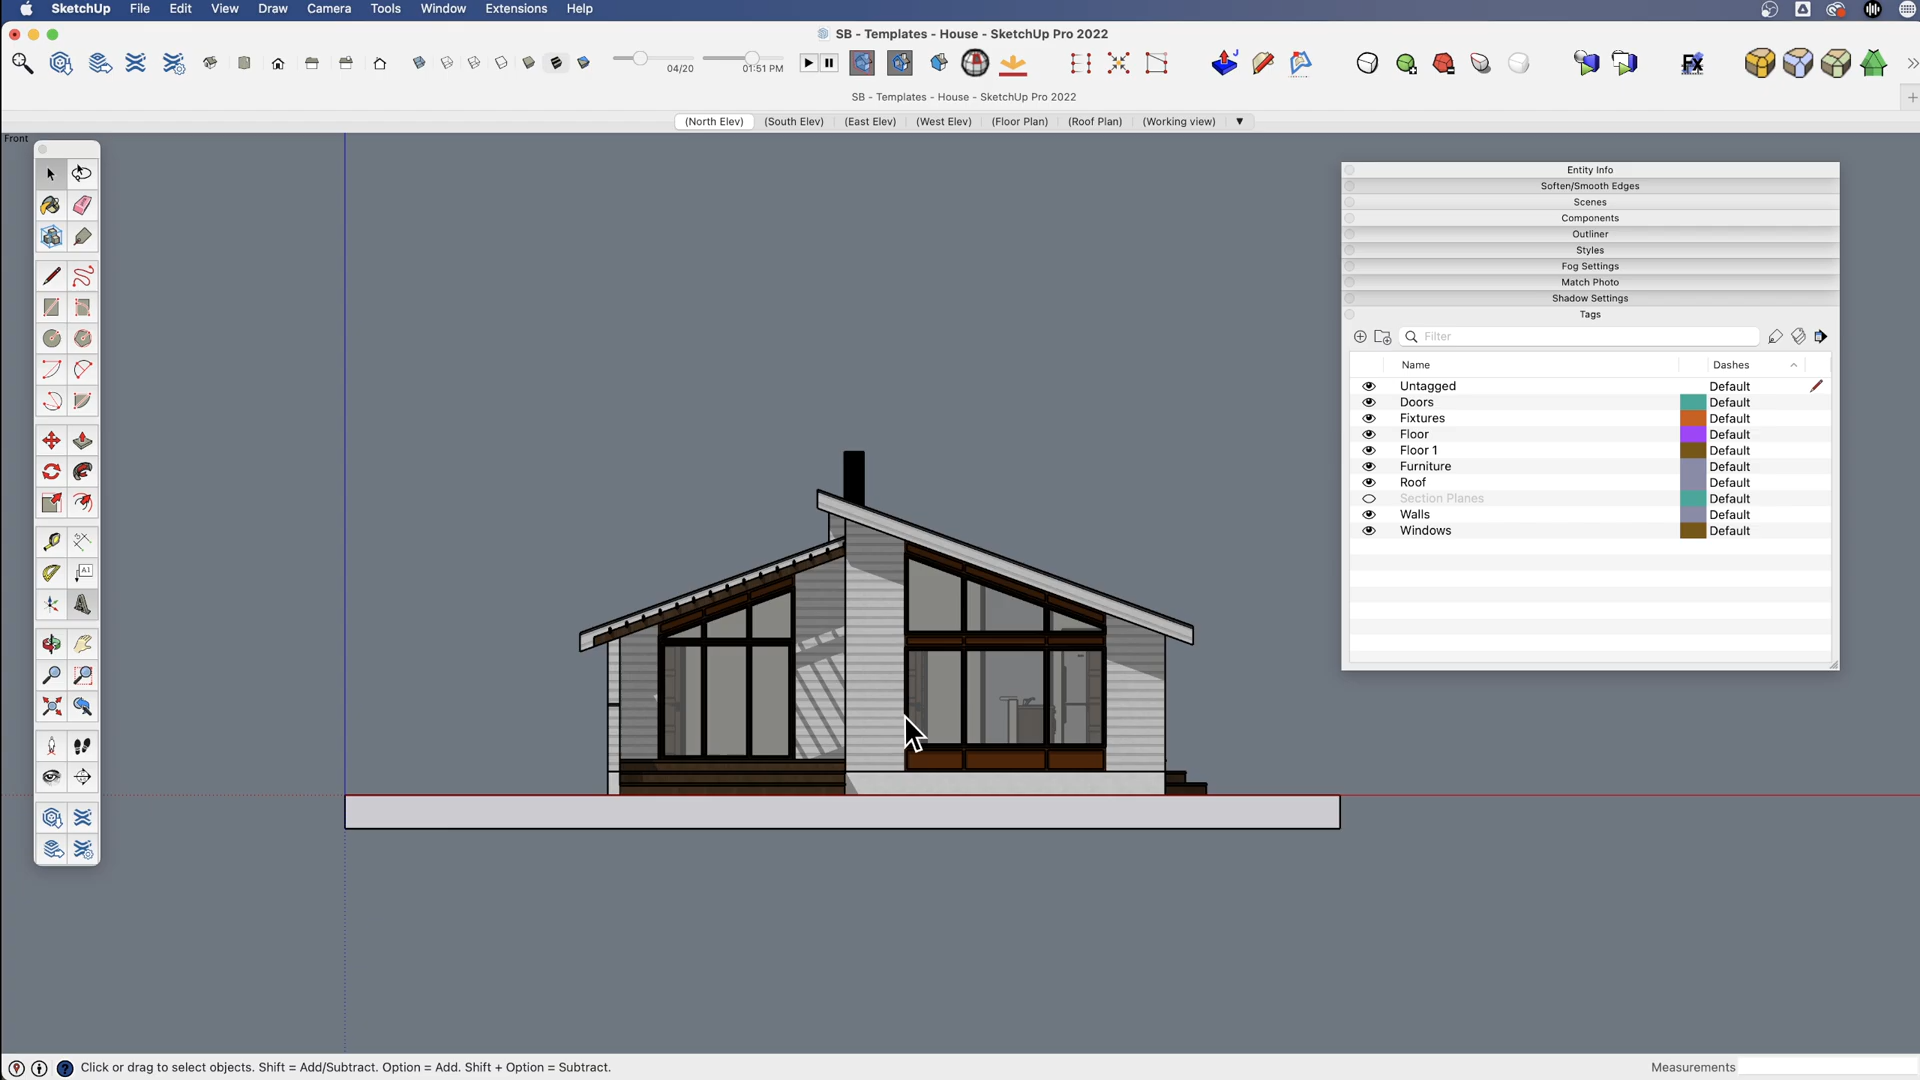 SketchUp File Edit View Draw Camera Tools Window Extensions Help
SB - Templates - House - SketchUp Pro 2022
04/20 01:51 PM
SB - Templates - House - SketchUp Pro 2022
(North Elev) (South Elev) (East Elev) (West Elev) (Floor Plan) (Roof Plan) (Working view)
Front
Entity Info
Soften/Smooth Edges
Scenes
Components
Outliner
Styles
Fog Settings
Match Photo
Shadow Settings
Tags
Filter
Name Dashes
Untagged Default
Doors Default
Fixtures Default
Floor Default
Floor 1 Default
Furniture Default
Roof Default
Section Planes Default
Walls Default
Windows Default
Click or drag to select objects. Shift = Add/Subtract. Option = Add. Shift + Option = Subtract.
Measurements